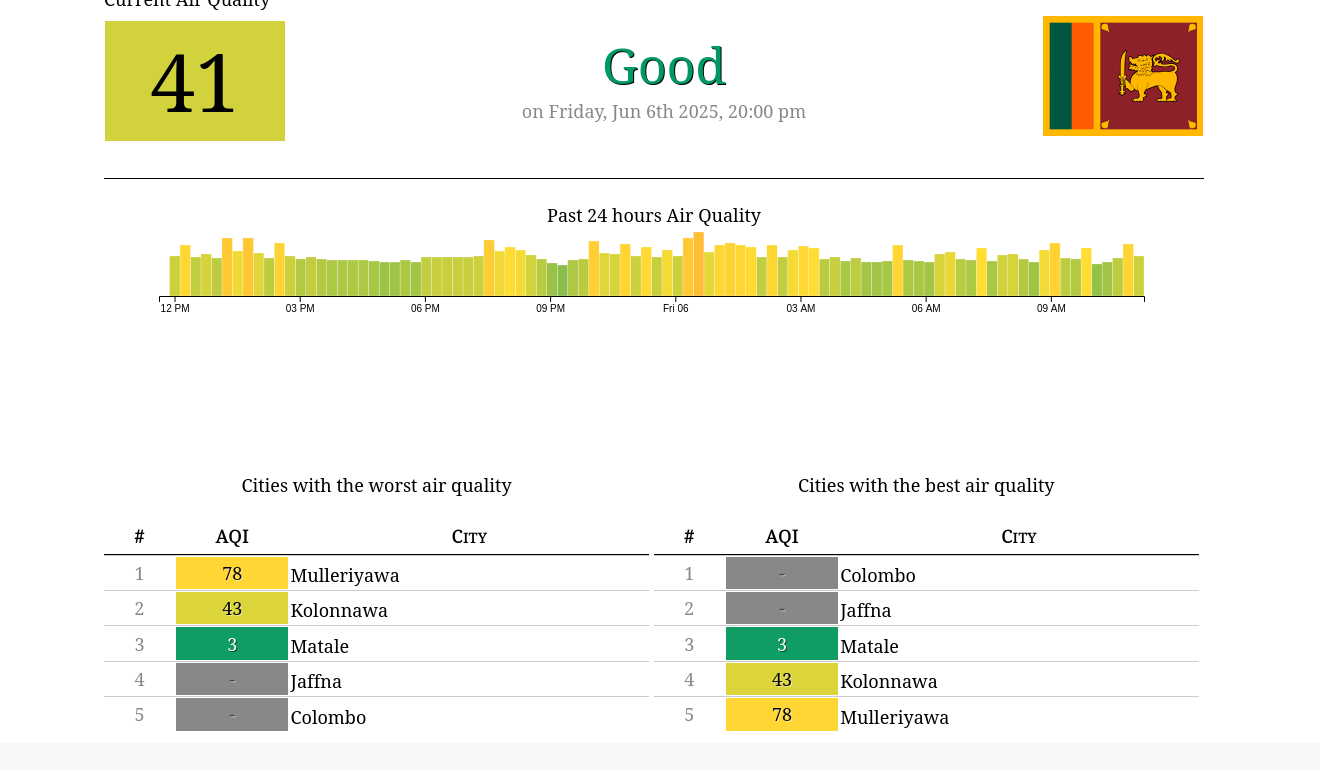 Current Air Quality
41
Good
on Friday, Jun 6th 2025, 20:00 pm
Past 24 hours Air Quality
12 PM 03 PM 06 PM 09 PM Fri 06 03 AM 06 AM 09 AM
Cities with the worst air quality
# AQI City
1 78 Mulleriyawa
2 43 Kolonnawa
3 3 Matale
4 - Jaffna
5 - Colombo
Cities with the best air quality
# AQI City
1 - Colombo
2 - Jaffna
3 3 Matale
4 43 Kolonnawa
5 78 Mulleriyawa